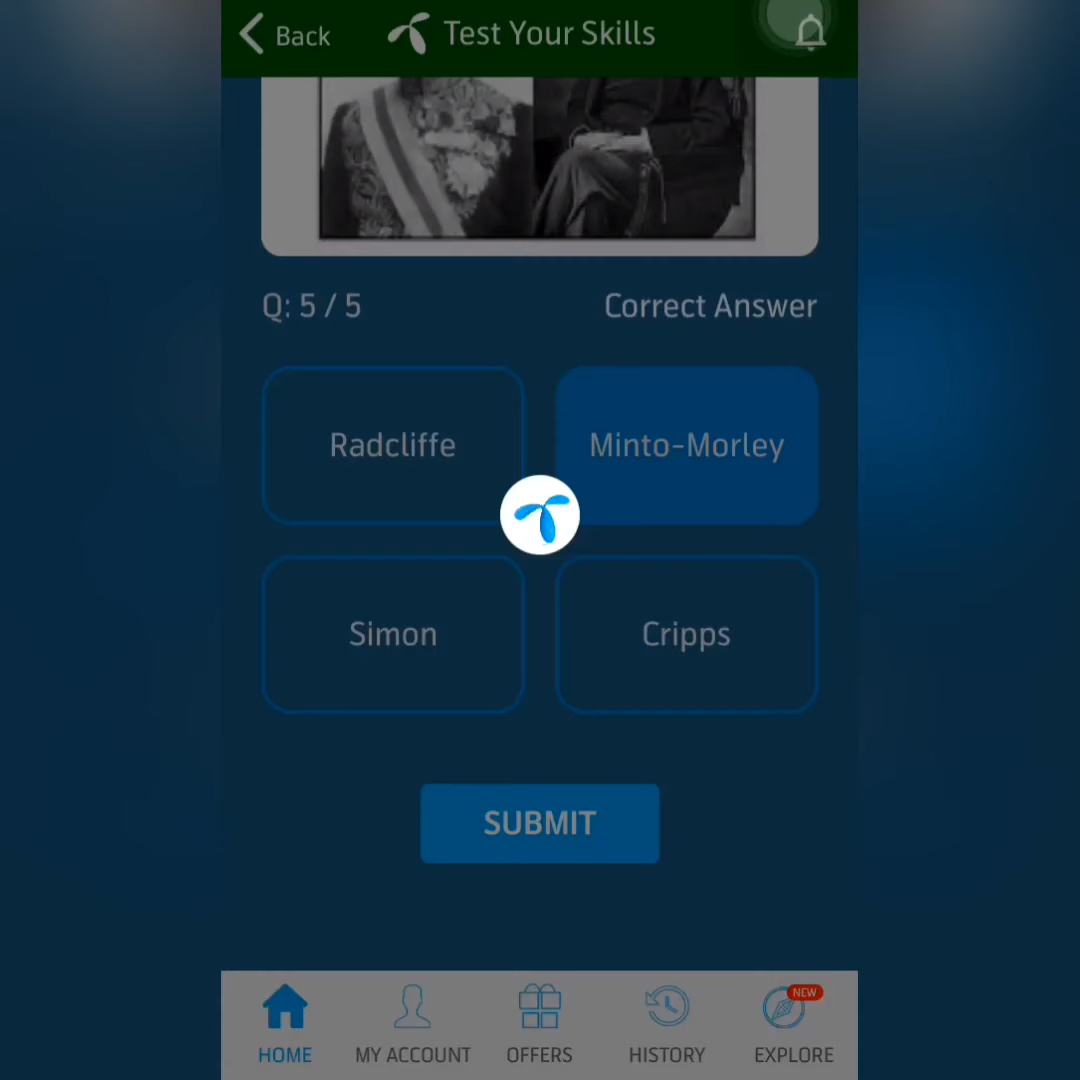 Back
Test Your Skills
Q: 5 / 5
Correct Answer
Radcliffe
Minto-Morley
Simon
Cripps
SUBMIT
NEW
HOME
MY ACCOUNT
OFFERS
HISTORY
EXPLORE